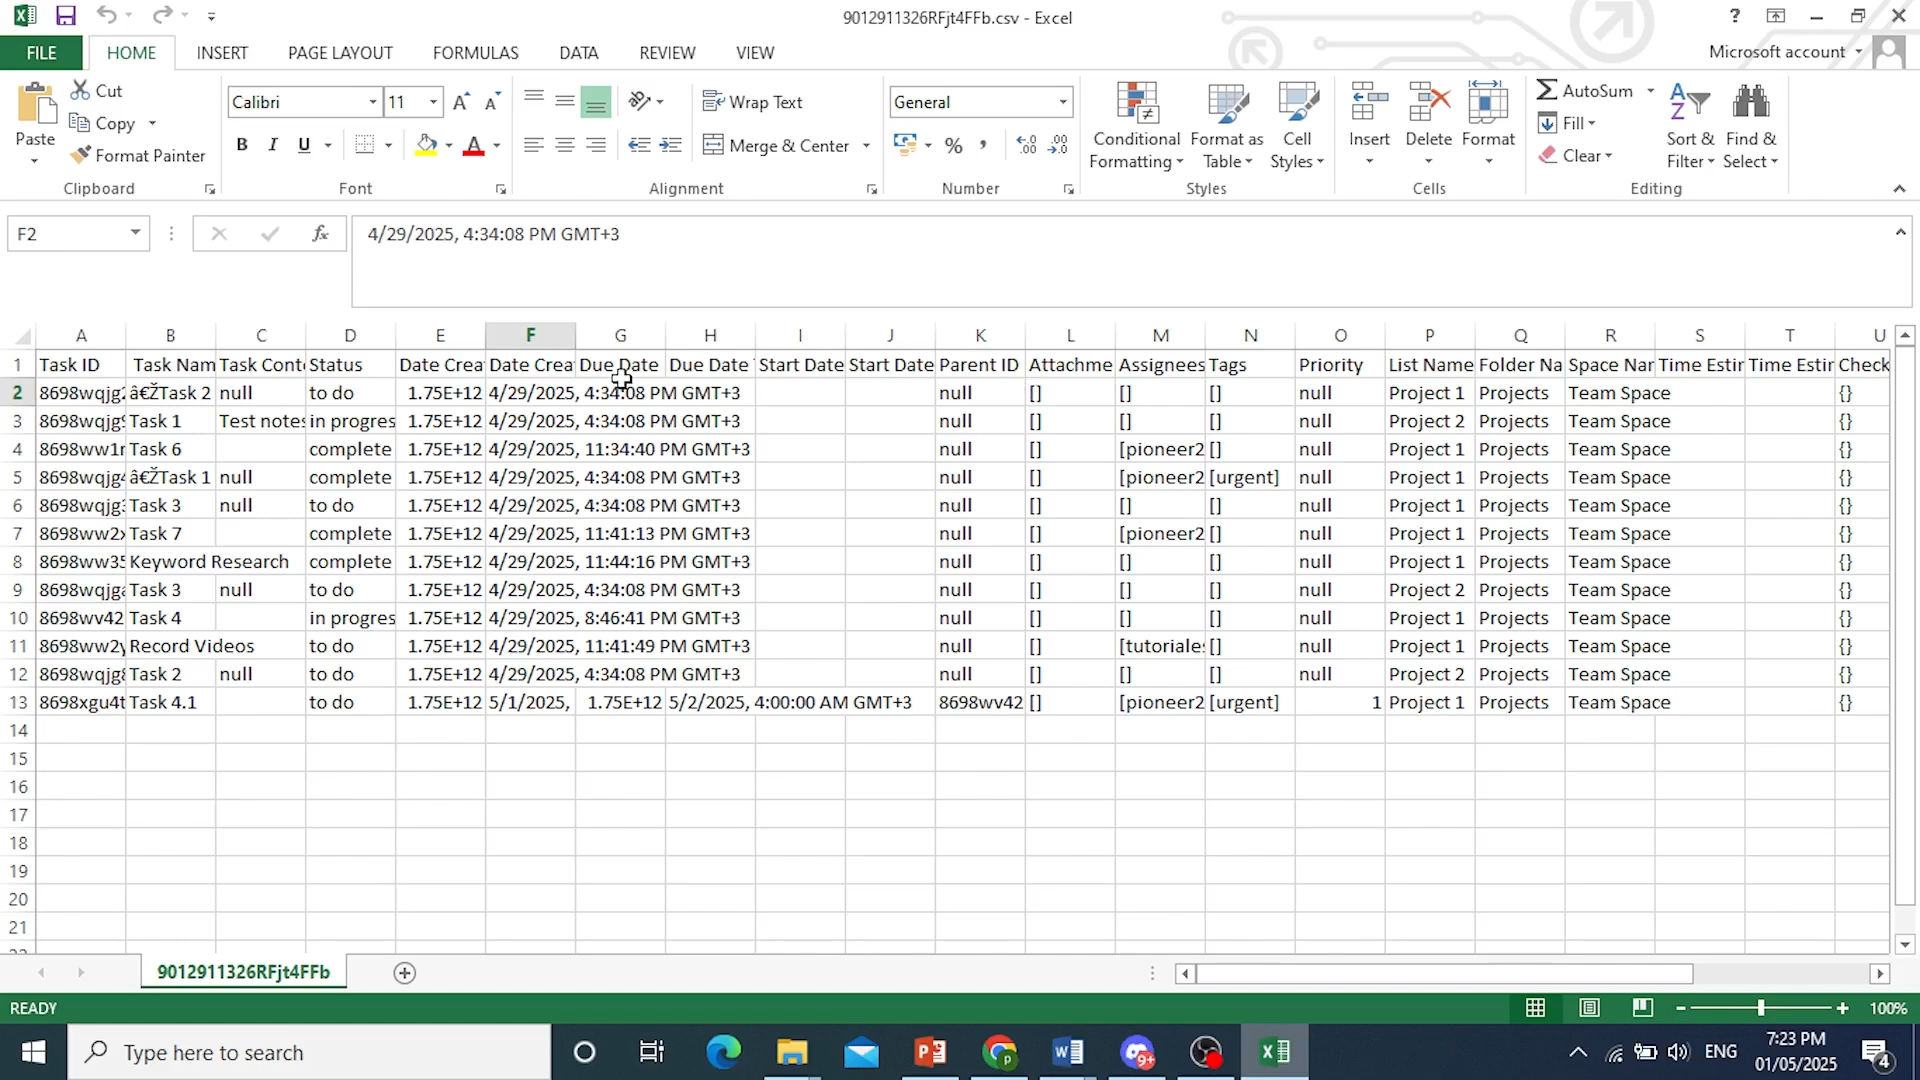 9012911326RFjt4FFb.csv - Excel
?
FILE HOME INSERT PAGE LAYOUT FORMULAS DATA REVIEW VIEW Microsoft account
Paste Cut Copy Format Painter Clipboard
Calibri 11 B I U A Font
Wrap Text Merge & Center Alignment
General % Number
Conditional Formatting Format as Table Cell Styles Styles
Insert Delete Format Cells
AutoSum Fill Clear Sort & Filter Find & Select Editing
F2 fx 4/29/2025, 4:34:08 PM GMT+3
A B C D E F G H I J K L M N O P Q R S T U
1 Task ID Task Nam Task Conte Status Date Crea Date Crea Due Date Due Date Start Date Start Date Parent ID Attachme Assignees Tags Priority List Name Folder Na Space Nar Time Estir Time Estir Check
2 8698wqjg2 â€ŽTask 2 null to do 1.75E+12 4/29/2025, 4:34:08 PM GMT+3 null [] [] [] null Project 1 Projects Team Space {}
3 8698wqjg9 Task 1 Test notes in progres 1.75E+12 4/29/2025, 4:34:08 PM GMT+3 null [] [] [] null Project 2 Projects Team Space {}
4 8698ww1r Task 6 complete 1.75E+12 4/29/2025, 11:34:40 PM GMT+3 null [] [pioneer2 [] null Project 1 Projects Team Space {}
5 8698wqjg4 â€ŽTask 1 null complete 1.75E+12 4/29/2025, 4:34:08 PM GMT+3 null [] [pioneer2 [urgent] null Project 1 Projects Team Space {}
6 8698wqjg3 Task 3 null to do 1.75E+12 4/29/2025, 4:34:08 PM GMT+3 null [] [] [] null Project 1 Projects Team Space {}
7 8698ww2x Task 7 complete 1.75E+12 4/29/2025, 11:41:13 PM GMT+3 null [] [pioneer2 [] null Project 1 Projects Team Space {}
8 8698ww35 Keyword Research complete 1.75E+12 4/29/2025, 11:44:16 PM GMT+3 null [] [] [] null Project 1 Projects Team Space {}
9 8698wqjga Task 3 null to do 1.75E+12 4/29/2025, 4:34:08 PM GMT+3 null [] [] [] null Project 2 Projects Team Space {}
10 8698wv42 Task 4 in progres 1.75E+12 4/29/2025, 8:46:41 PM GMT+3 null [] [] [] null Project 1 Projects Team Space {}
11 8698ww2y Record Videos to do 1.75E+12 4/29/2025, 11:41:49 PM GMT+3 null [] [tutoriales [] null Project 1 Projects Team Space {}
12 8698wqjg8 Task 2 null to do 1.75E+12 4/29/2025, 4:34:08 PM GMT+3 null [] [] [] null Project 2 Projects Team Space {}
13 8698xgu4t Task 4.1 to do 1.75E+12 5/1/2025, 1.75E+12 5/2/2025, 4:00:00 AM GMT+3 8698wv42 [] [pioneer2 [urgent] 1 Project 1 Projects Team Space {}
14
15
16
17
18
19
20
21
9012911326RFjt4FFb
READY 100%
Type here to search 9+ ENG 7:23 PM 4
01/05/2025